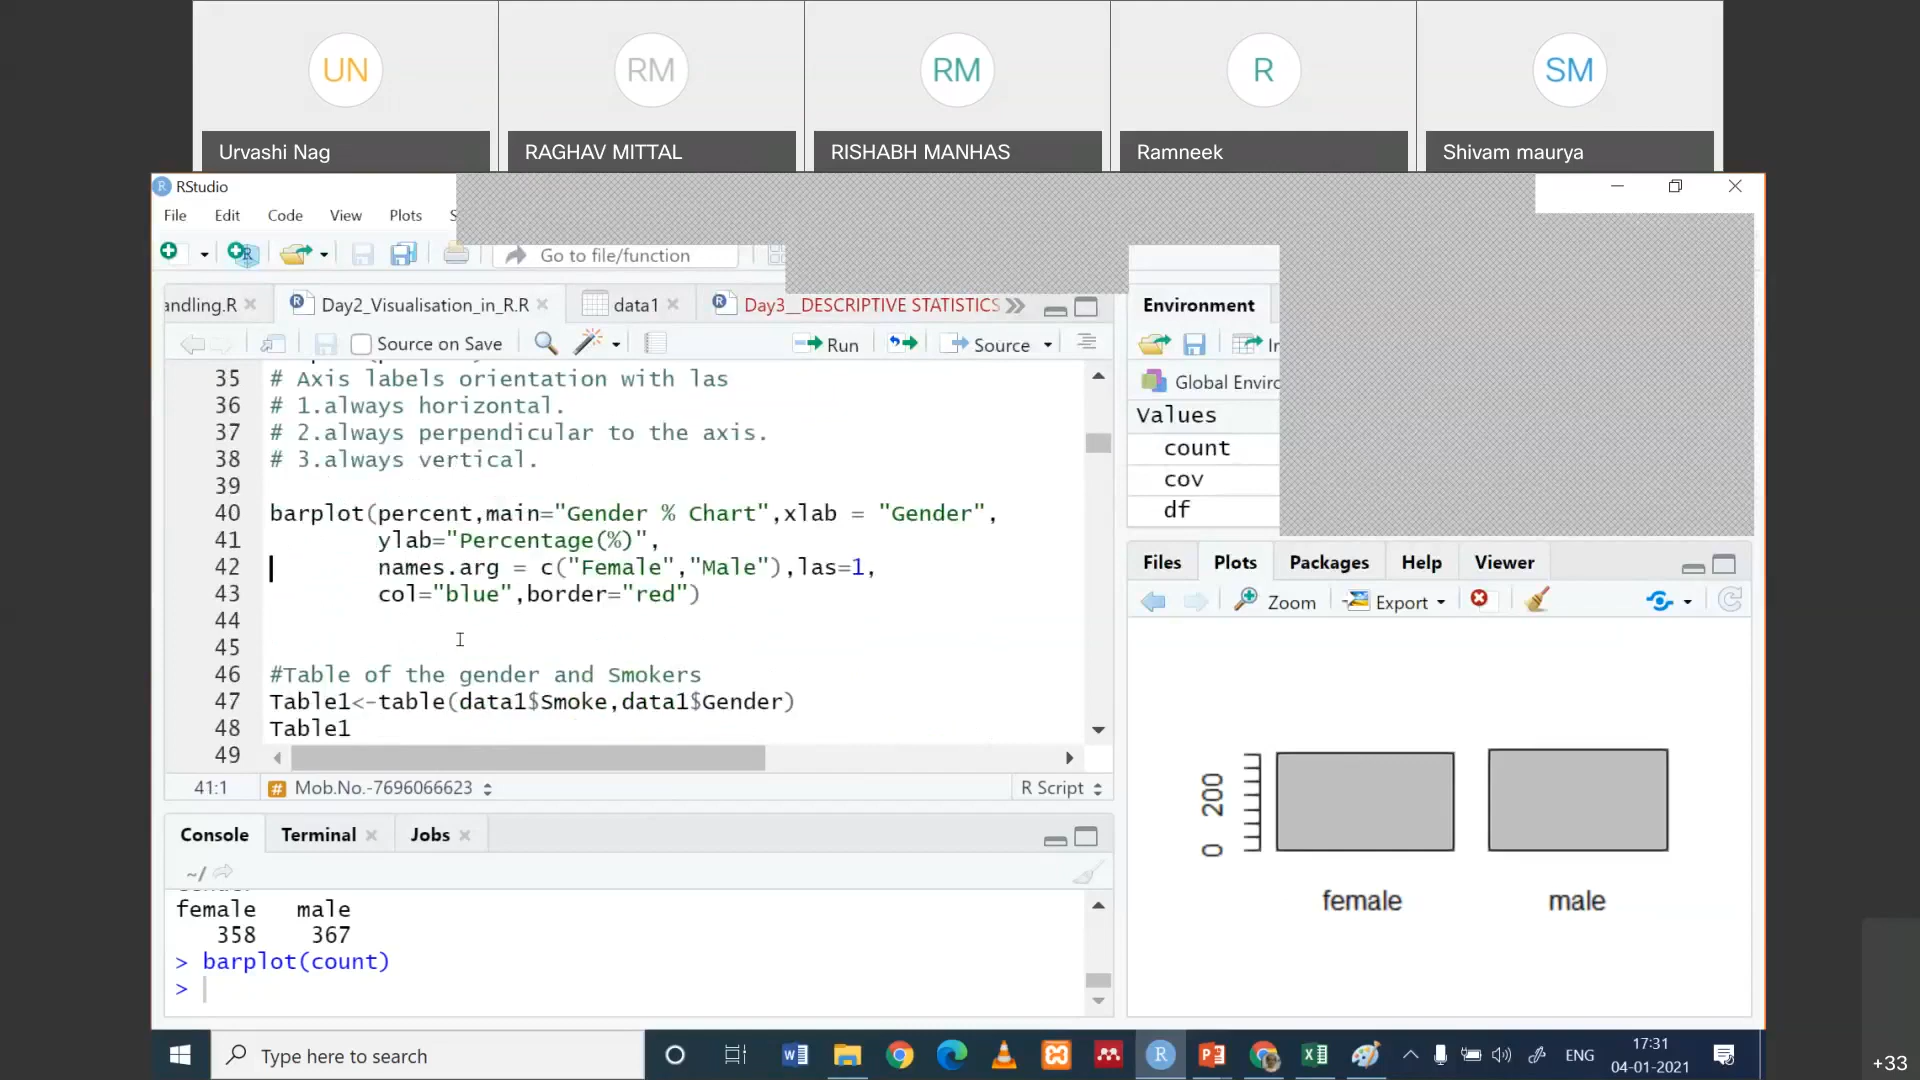 UN
RM
RM
R
SM
Urvashi Nag
RAGHAV MITTAL
RISHABH MANHAS
Ramneek
Shivam maurya
RStudio
File Edit Code View Plots S
Go to file/function
andling.R
Day2_Visualisation_in_R.R
data1
Day3__DESCRIPTIVE STATISTICS
Source on Save
Run
Source
35 # Axis labels orientation with las
36 # 1.always horizontal.
37 # 2.always perpendicular to the axis.
38 # 3.always vertical.
39
40 barplot(percent,main="Gender % Chart",xlab = "Gender",
41 ylab="Percentage(%)",
42 names.arg = c("Female","Male"),las=1,
43 col="blue",border="red")
44
45
46 #Table of the gender and Smokers
47 Table1<-table(data1$Smoke,data1$Gender)
48 Table1
49
41:1
# Mob.No.-7696066623
R Script
Console Terminal Jobs
~/
female male
358 367
> barplot(count)
>
Environment
Global Enviro
Values
count
cov
df
Files Plots Packages Help Viewer
Zoom
Export
200
0
female
male
Type here to search
ENG
17:31
04-01-2021
+33